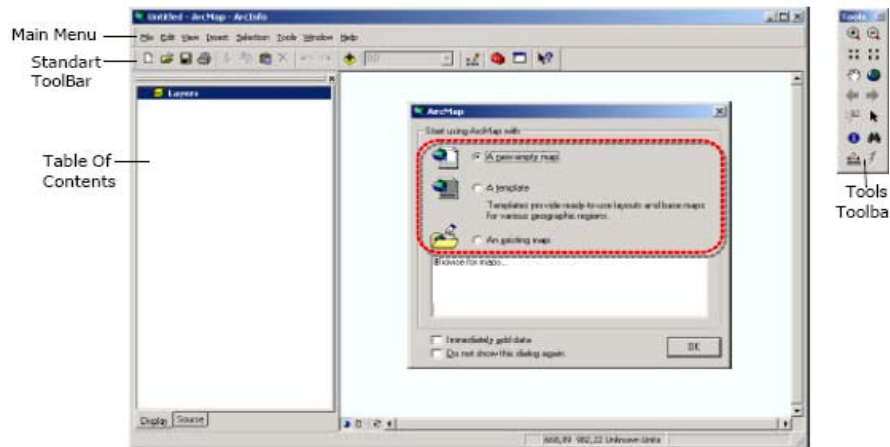 Untitled - ArcMap - ArcInfo
Tools
Main Menu
File Edit View Insert Selection Tools Window Help
Standart
ToolBar
Layers
ArcMap
Start using ArcMap with
A new empty map
Table Of
Contents
A template
Templates provide ready-to-use layouts and base maps
for various geographic regions.
Tools
Toolba
An existing map
Browse for maps...
Immediately add data
Do not show this dialog again
OK
Display Source
Unknown Units